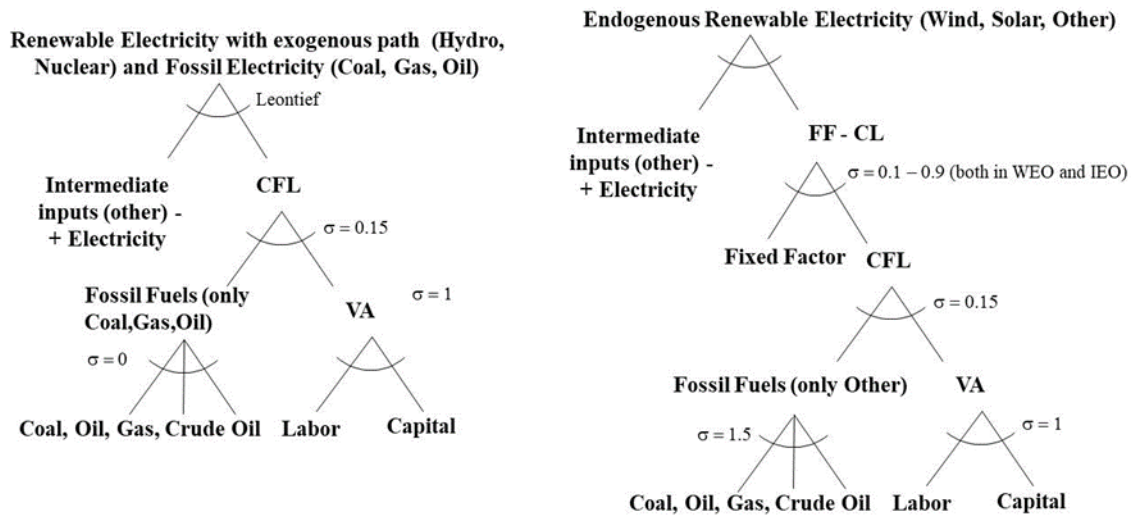 Renewable Electricity with exogenous path (Hydro,
Nuclear) and Fossil Electricity (Coal, Gas, Oil)
Leontief
Intermediate
inputs (other) -
+ Electricity
CFL
σ = 0.15
Fossil Fuels (only
Coal,Gas,Oil)
VA
σ = 1
σ = 0
Coal, Oil, Gas, Crude Oil
Labor
Capital
Endogenous Renewable Electricity (Wind, Solar, Other)
Intermediate
inputs (other) -
+ Electricity
FF - CL
σ = 0.1 – 0.9 (both in WEO and IEO)
Fixed Factor
CFL
σ = 0.15
Fossil Fuels (only Other)
VA
σ = 1.5
σ = 1
Coal, Oil, Gas, Crude Oil
Labor
Capital